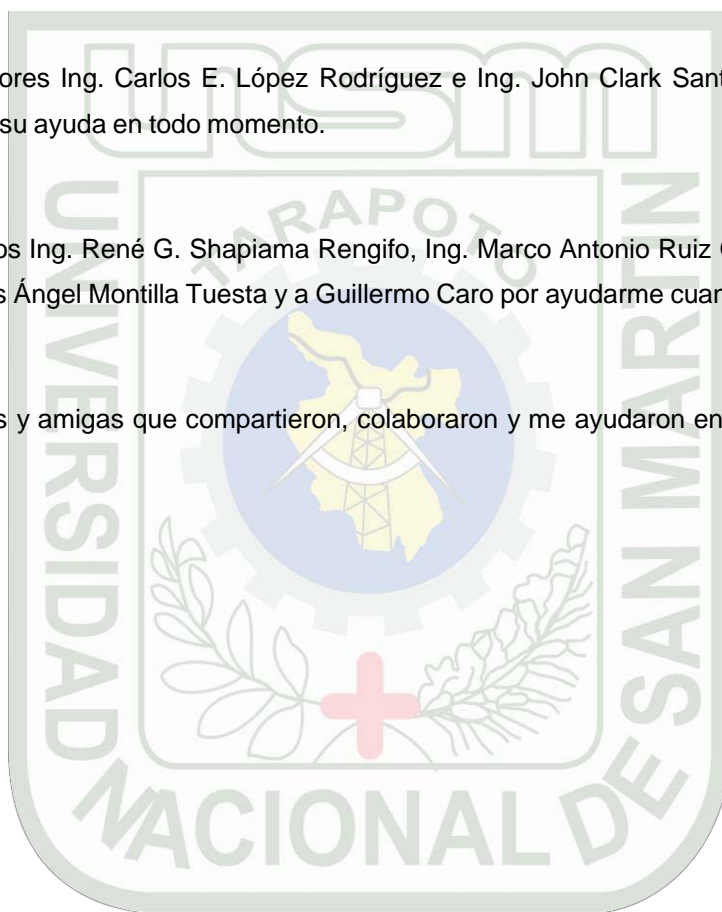 unsm
ores Ing. Carlos E. López Rodríguez e Ing. John Clark Sant
su ayuda en todo momento.
TARAPOTO
UNIVERSIDAD
NACIONAL DE
SAN MARTIN
os Ing. René G. Shapiama Rengifo, Ing. Marco Antonio Ruiz
s Ángel Montilla Tuesta y a Guillermo Caro por ayudarme cuan
s y amigas que compartieron, colaboraron y me ayudaron en